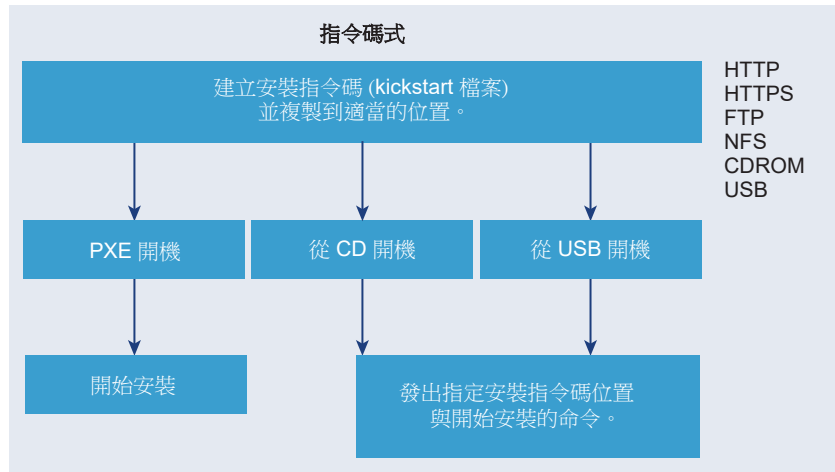 指令碼式
建立安裝指令碼 (kickstart 檔案)
並複製到適當的位置。
HTTP
HTTPS
FTP
NFS
CDROM
USB
PXE 開機
從 CD 開機
從 USB 開機
開始安裝
發出指定安裝指令碼位置
與開始安裝的命令。